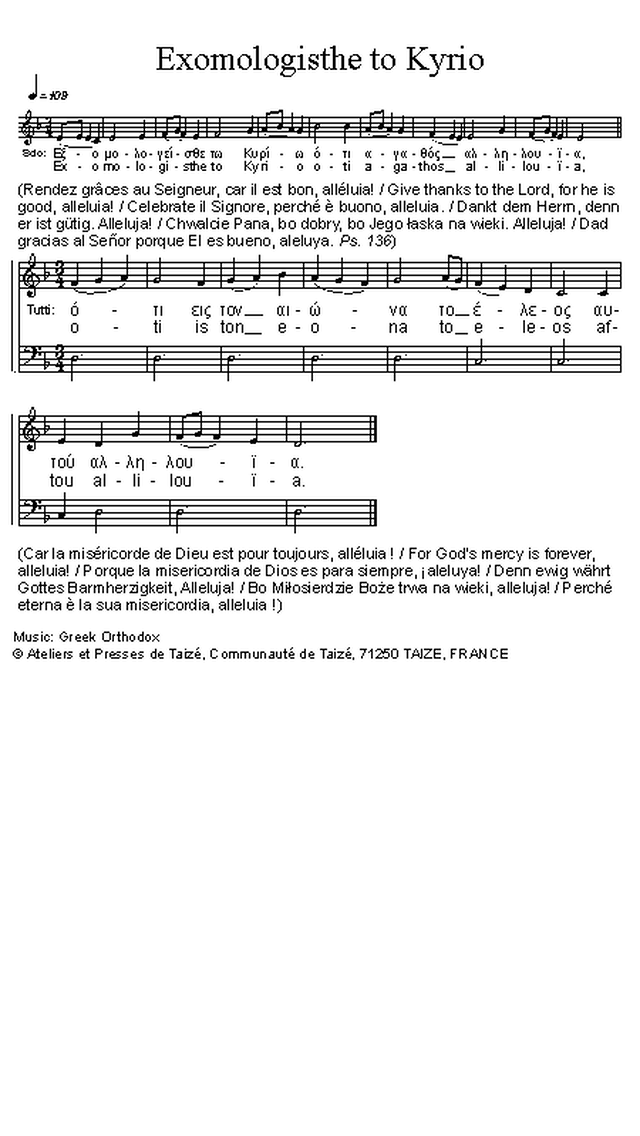 Exomologisthe to Kyrio
= 109
Solo: Εξ - ο μο - λο - γεί - σθε τω Κυρί - ω ό - τι α - γα - θός__ αλ - λη - λου - ϊ - α,
Ex - o mo - lo - gi - sthe to Kyri - o o - ti a - ga - thos__ al - li - lou - ï - a,
(Rendez grâces au Seigneur, car il est bon, alléluia! / Give thanks to the Lord, for he is
good, alleluia! / Celebrate il Signore, perché è buono, alleluia. / Dankt dem Herrn, denn
er ist gütig. Alleluja! / Chwalcie Pana, bo dobry, bo Jego łaska na wieki. Alleluja! / Dad
gracias al Señor porque El es bueno, aleluya. Ps. 136)
Tutti: ό - τι εις τον__ αι - ώ - να το__ έ - λε - ος αυ-
o - ti is ton__ e - o - na to__ e - le - os af-
τού αλ - λη - λου - ϊ - α.
tou al - li - lou - ï - a.
(Car la miséricorde de Dieu est pour toujours, alléluia ! / For God's mercy is forever,
alleluia! / Porque la misericordia de Dios es para siempre, ¡aleluya! / Denn ewig währt
Gottes Barmherzigkeit, Alleluja! / Bo Miłosierdzie Boże trwa na wieki, alleluja! / Perché
eterna è la sua misericordia, alleluia !)
Music: Greek Orthodox
© Ateliers et Presses de Taizé, Communauté de Taizé, 71250 TAIZE, FRANCE